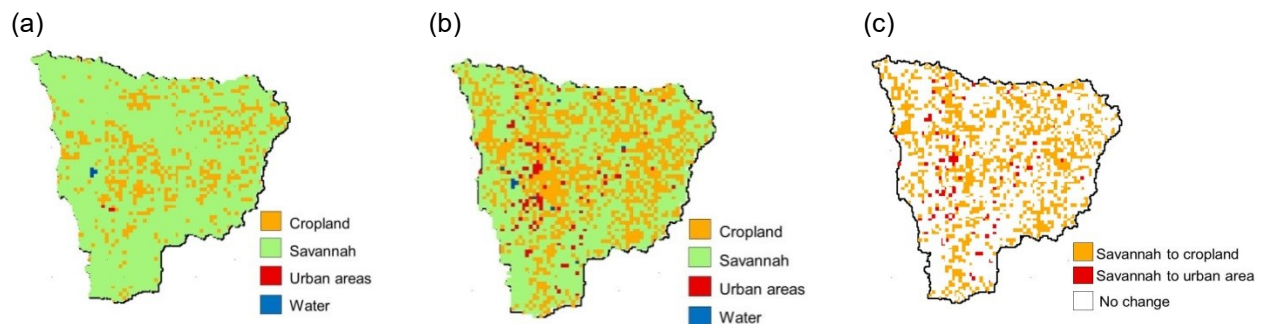 (a)
(b)
(c)
Cropland
Savannah
Urban areas
Water
Cropland
Savannah
Urban areas
Water
Savannah to cropland
Savannah to urban area
No change